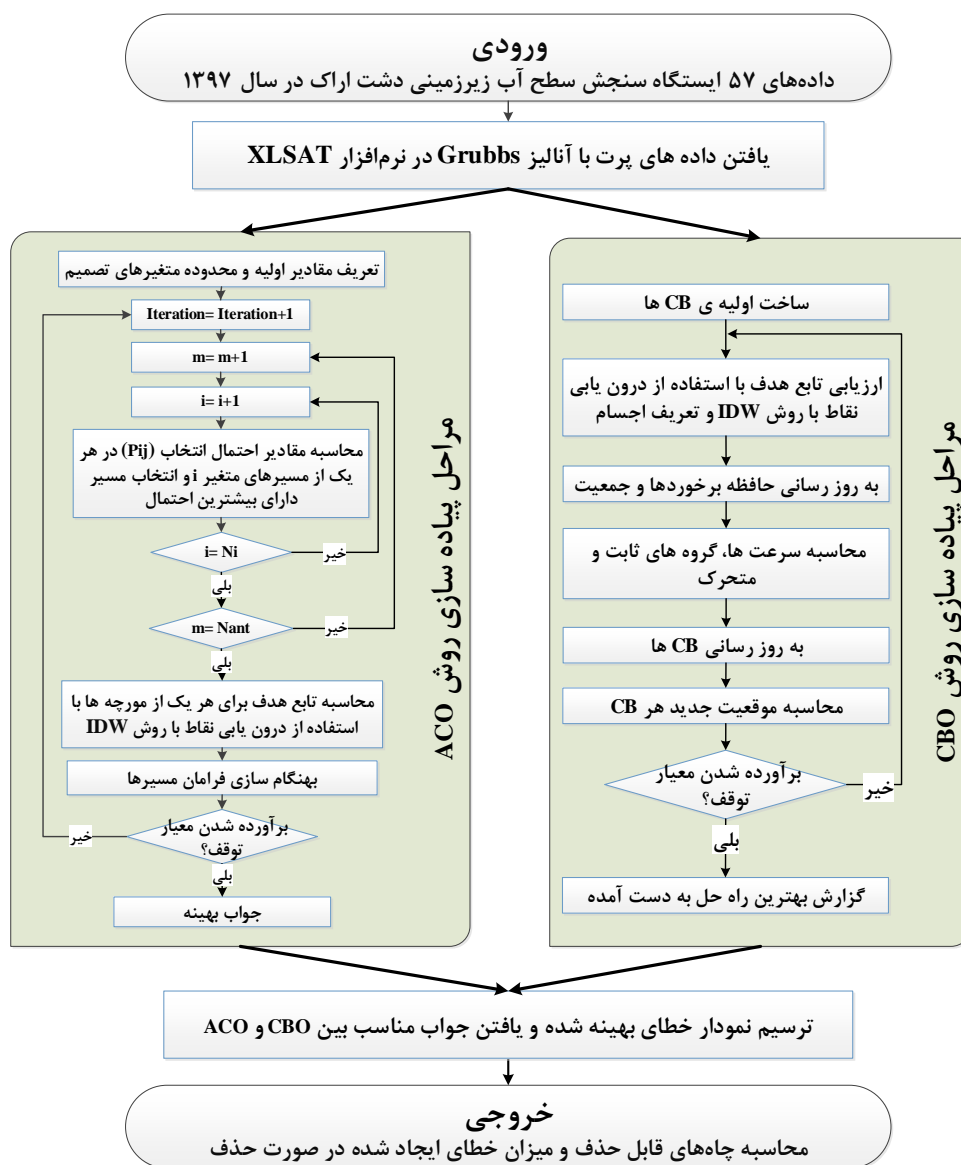 ورودی
داده‌های ۵۷ ایستگاه سنجش سطح آب زیرزمینی دشت اراک در سال ۱۳۹۷
یافتن داده های پرت با آنالیز Grubbs در نرم‌افزار XLSAT
مراحل پیاده سازی روش ACO
تعریف مقادیر اولیه و محدوده متغیرهای تصمیم
Iteration= Iteration+1
m= m+1
i= i+1
محاسبه مقادیر احتمال انتخاب (Pij) در هر
یک از مسیرهای متغیر i و انتخاب مسیر
دارای بیشترین احتمال
i= Ni
خیر
بلی
m= Nant
خیر
بلی
محاسبه تابع هدف برای هر یک از مورچه ها با
استفاده از درون یابی نقاط با روش IDW
بهنگام سازی فرامان مسیرها
برآورده شدن معیار
توقف؟
خیر
بلی
جواب بهینه
مراحل پیاده سازی روش CBO
ساخت اولیه ی CB ها
ارزیابی تابع هدف با استفاده از درون یابی
نقاط با روش IDW و تعریف اجسام
به روز رسانی حافظه برخوردها و جمعیت
محاسبه سرعت ها، گروه های ثابت و
متحرک
به روز رسانی CB ها
محاسبه موقعیت جدید هر CB
برآورده شدن معیار
توقف؟
خیر
بلی
گزارش بهترین راه حل به دست آمده
ترسیم نمودار خطای بهینه شده و یافتن جواب مناسب بین CBO و ACO
خروجی
محاسبه چاه‌های قابل حذف و میزان خطای ایجاد شده در صورت حذف